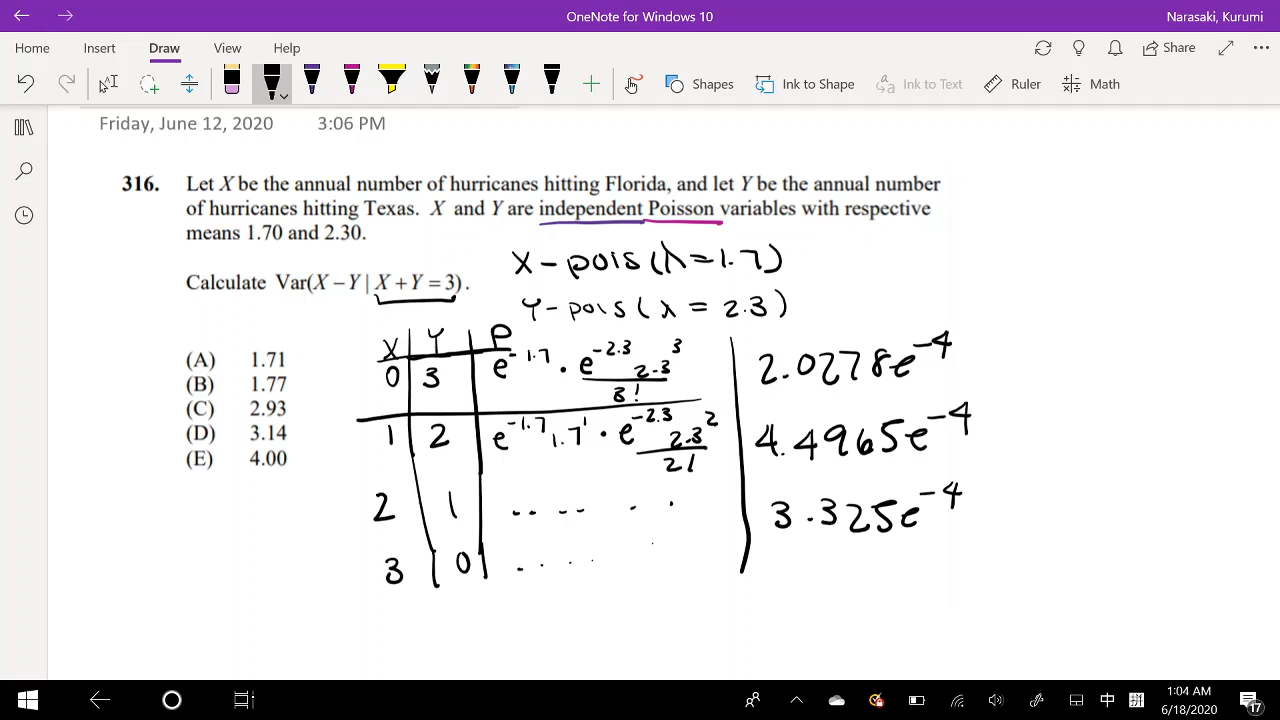 OneNote for Windows 10
Narasaki, Kurumi
Home Insert Draw View Help Share
Shapes Ink to Shape Ink to Text Ruler Math
Friday, June 12, 2020 3:06 PM
316. Let X be the annual number of hurricanes hitting Florida, and let Y be the annual number
of hurricanes hitting Texas. X and Y are independent Poisson variables with respective
means 1.70 and 2.30.
X – pois(λ=1.7)
Calculate Var(X − Y | X + Y = 3).
Y – pois(λ = 2.3)
(A) 1.71
(B) 1.77
(C) 2.93
(D) 3.14
(E) 4.00
X Y P
0 3 e^-1.7 · e^-2.3 2.3^3 / 3! 2.0278e^-4
1 2 e^-1.7 1.7^1 · e^-2.3 2.3^2 / 2! 4.4965e^-4
2 1 .. .. . . 3.325e^-4
3 0 . . . .
中 拼 1:04 AM
6/18/2020
17